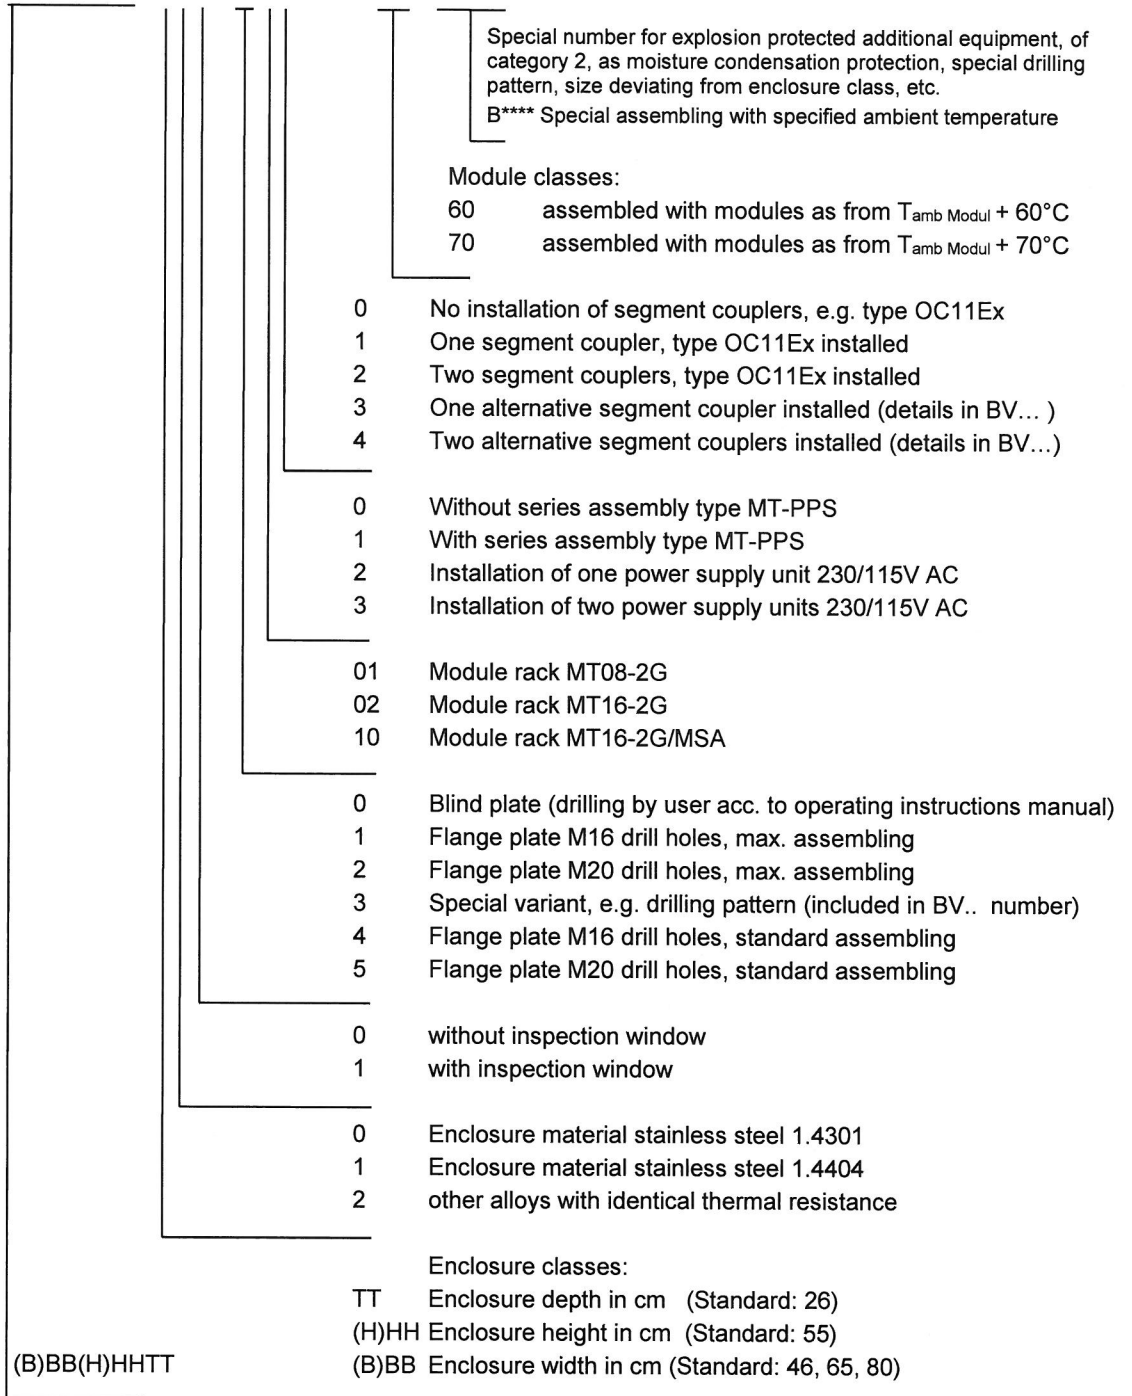 Special number for explosion protected additional equipment, of
category 2, as moisture condensation protection, special drilling
pattern, size deviating from enclosure class, etc.
B**** Special assembling with specified ambient temperature
Module classes:
60 assembled with modules as from Tamb Modul + 60°C
70 assembled with modules as from Tamb Modul + 70°C
0 No installation of segment couplers, e.g. type OC11Ex
1 One segment coupler, type OC11Ex installed
2 Two segment couplers, type OC11Ex installed
3 One alternative segment coupler installed (details in BV... )
4 Two alternative segment couplers installed (details in BV...)
0 Without series assembly type MT-PPS
1 With series assembly type MT-PPS
2 Installation of one power supply unit 230/115V AC
3 Installation of two power supply units 230/115V AC
01 Module rack MT08-2G
02 Module rack MT16-2G
10 Module rack MT16-2G/MSA
0 Blind plate (drilling by user acc. to operating instructions manual)
1 Flange plate M16 drill holes, max. assembling
2 Flange plate M20 drill holes, max. assembling
3 Special variant, e.g. drilling pattern (included in BV.. number)
4 Flange plate M16 drill holes, standard assembling
5 Flange plate M20 drill holes, standard assembling
0 without inspection window
1 with inspection window
0 Enclosure material stainless steel 1.4301
1 Enclosure material stainless steel 1.4404
2 other alloys with identical thermal resistance
Enclosure classes:
TT Enclosure depth in cm (Standard: 26)
(H)HH Enclosure height in cm (Standard: 55)
(B)BB(H)HHTT (B)BB Enclosure width in cm (Standard: 46, 65, 80)